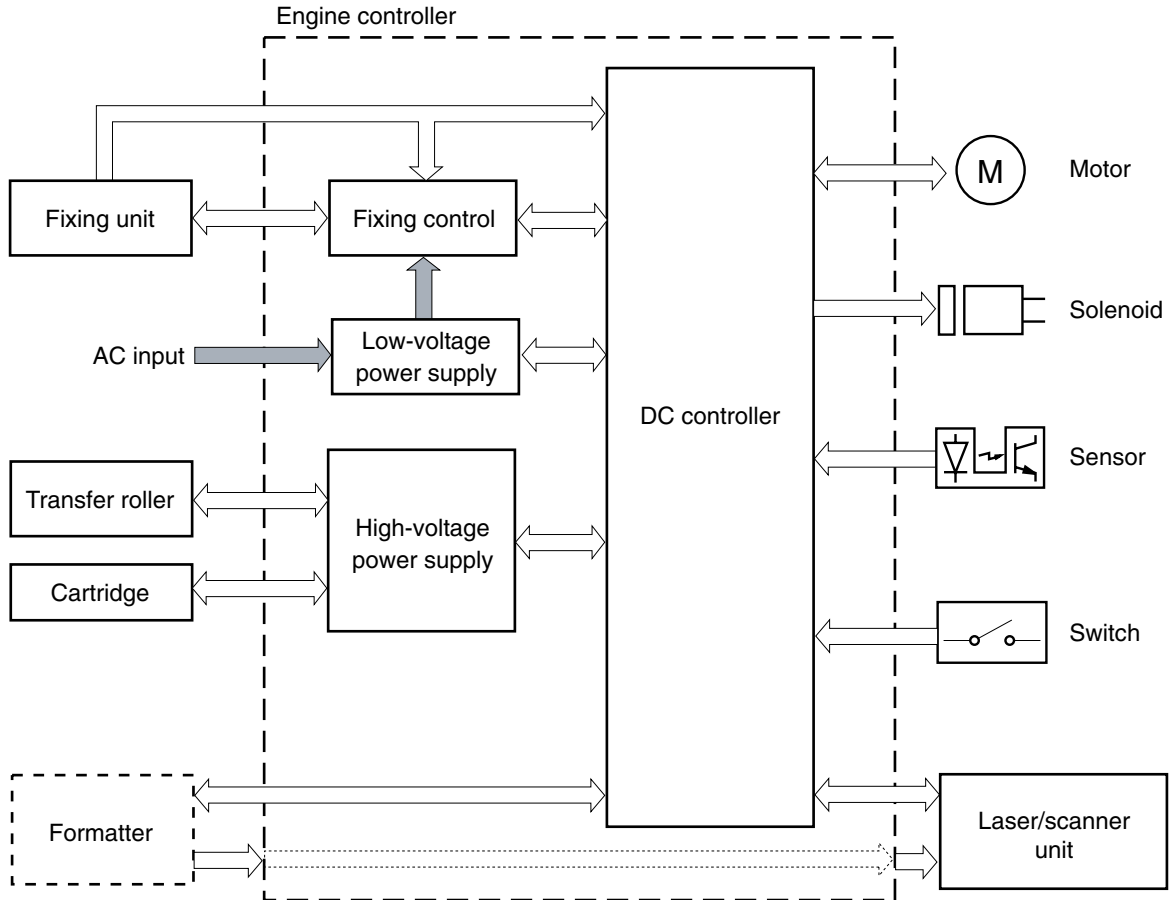 Engine controller
Fixing unit
Fixing control
M
Motor
Solenoid
AC input
Low-voltage
power supply
DC controller
Sensor
Transfer roller
High-voltage
power supply
Cartridge
Switch
Formatter
Laser/scanner
unit